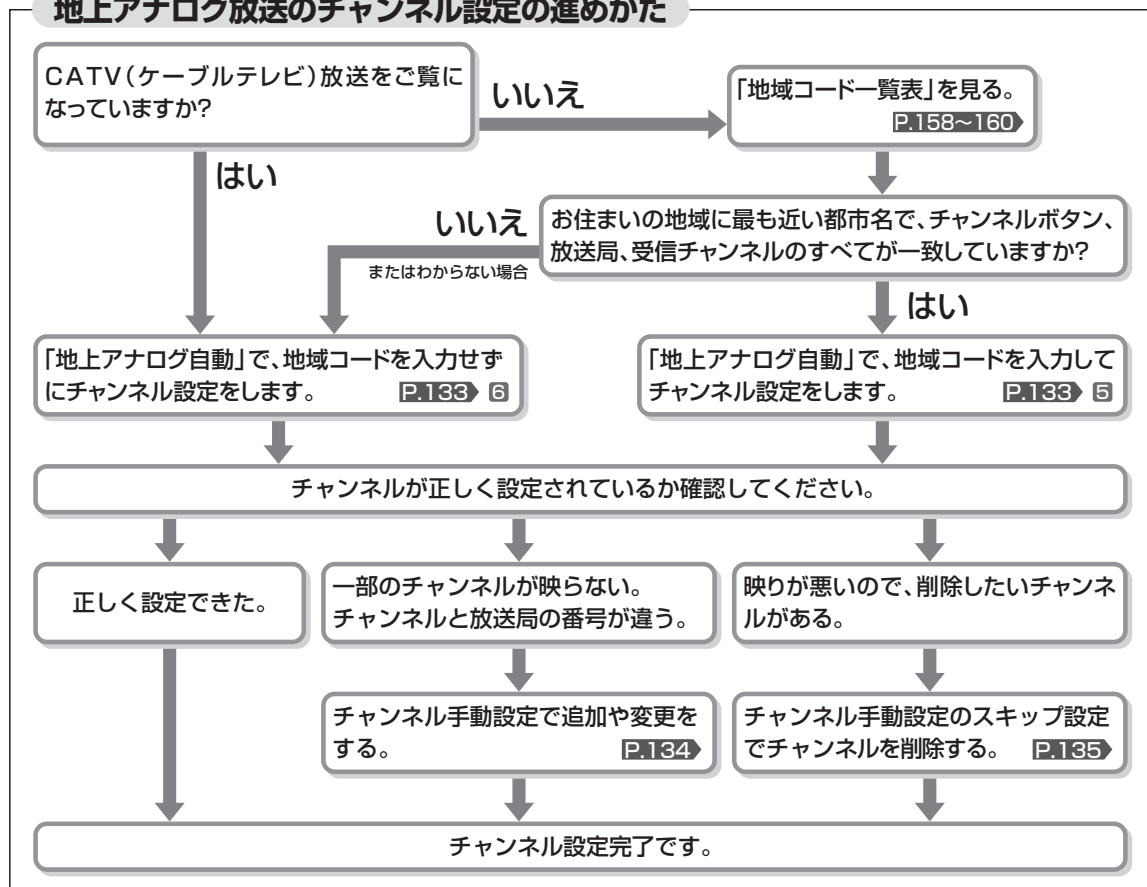 地上アナログ放送のチャンネル設定の進めかた
CATV（ケーブルテレビ）放送をご覧に
なっていますか？
いいえ
「地域コード一覧表」を見る。
P.158～160
はい
いいえ
またはわからない場合
お住まいの地域に最も近い都市名で、チャンネルボタン、
放送局、受信チャンネルのすべてが一致していますか？
はい
「地上アナログ自動」で、地域コードを入力せず
にチャンネル設定をします。 P.133 6
「地上アナログ自動」で、地域コードを入力して
チャンネル設定をします。 P.133 5
チャンネルが正しく設定されているか確認してください。
正しく設定できた。
一部のチャンネルが映らない。
チャンネルと放送局の番号が違う。
映りが悪いので、削除したいチャンネ
ルがある。
チャンネル手動設定で追加や変更を
する。 P.134
チャンネル手動設定のスキップ設定
でチャンネルを削除する。 P.135
チャンネル設定完了です。